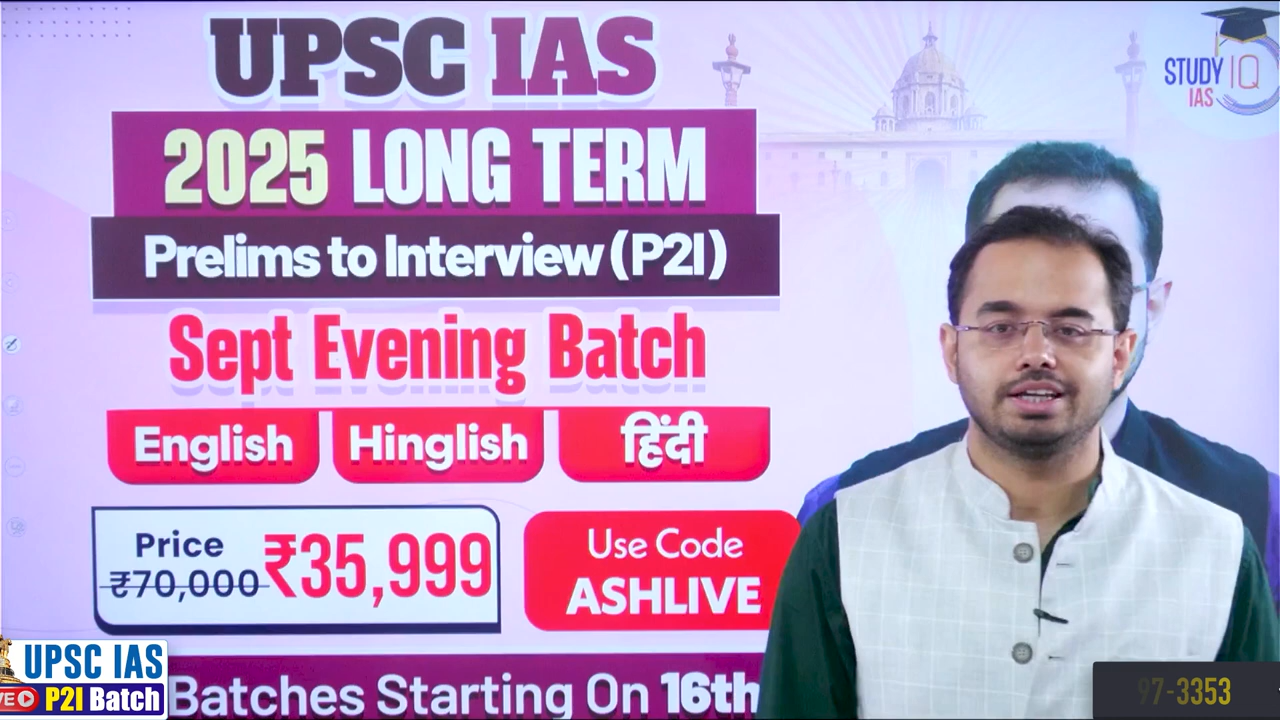 UPSC IAS
2025 LONG TERM
Prelims to Interview (P2I)
Sept Evening Batch
English
Hinglish
हिंदी
Price
₹70,000
₹35,999
Use Code
ASHLIVE
Batches Starting On 16th
STUDY IQ
IAS
UPSC IAS
VE P2I Batch
97-3353